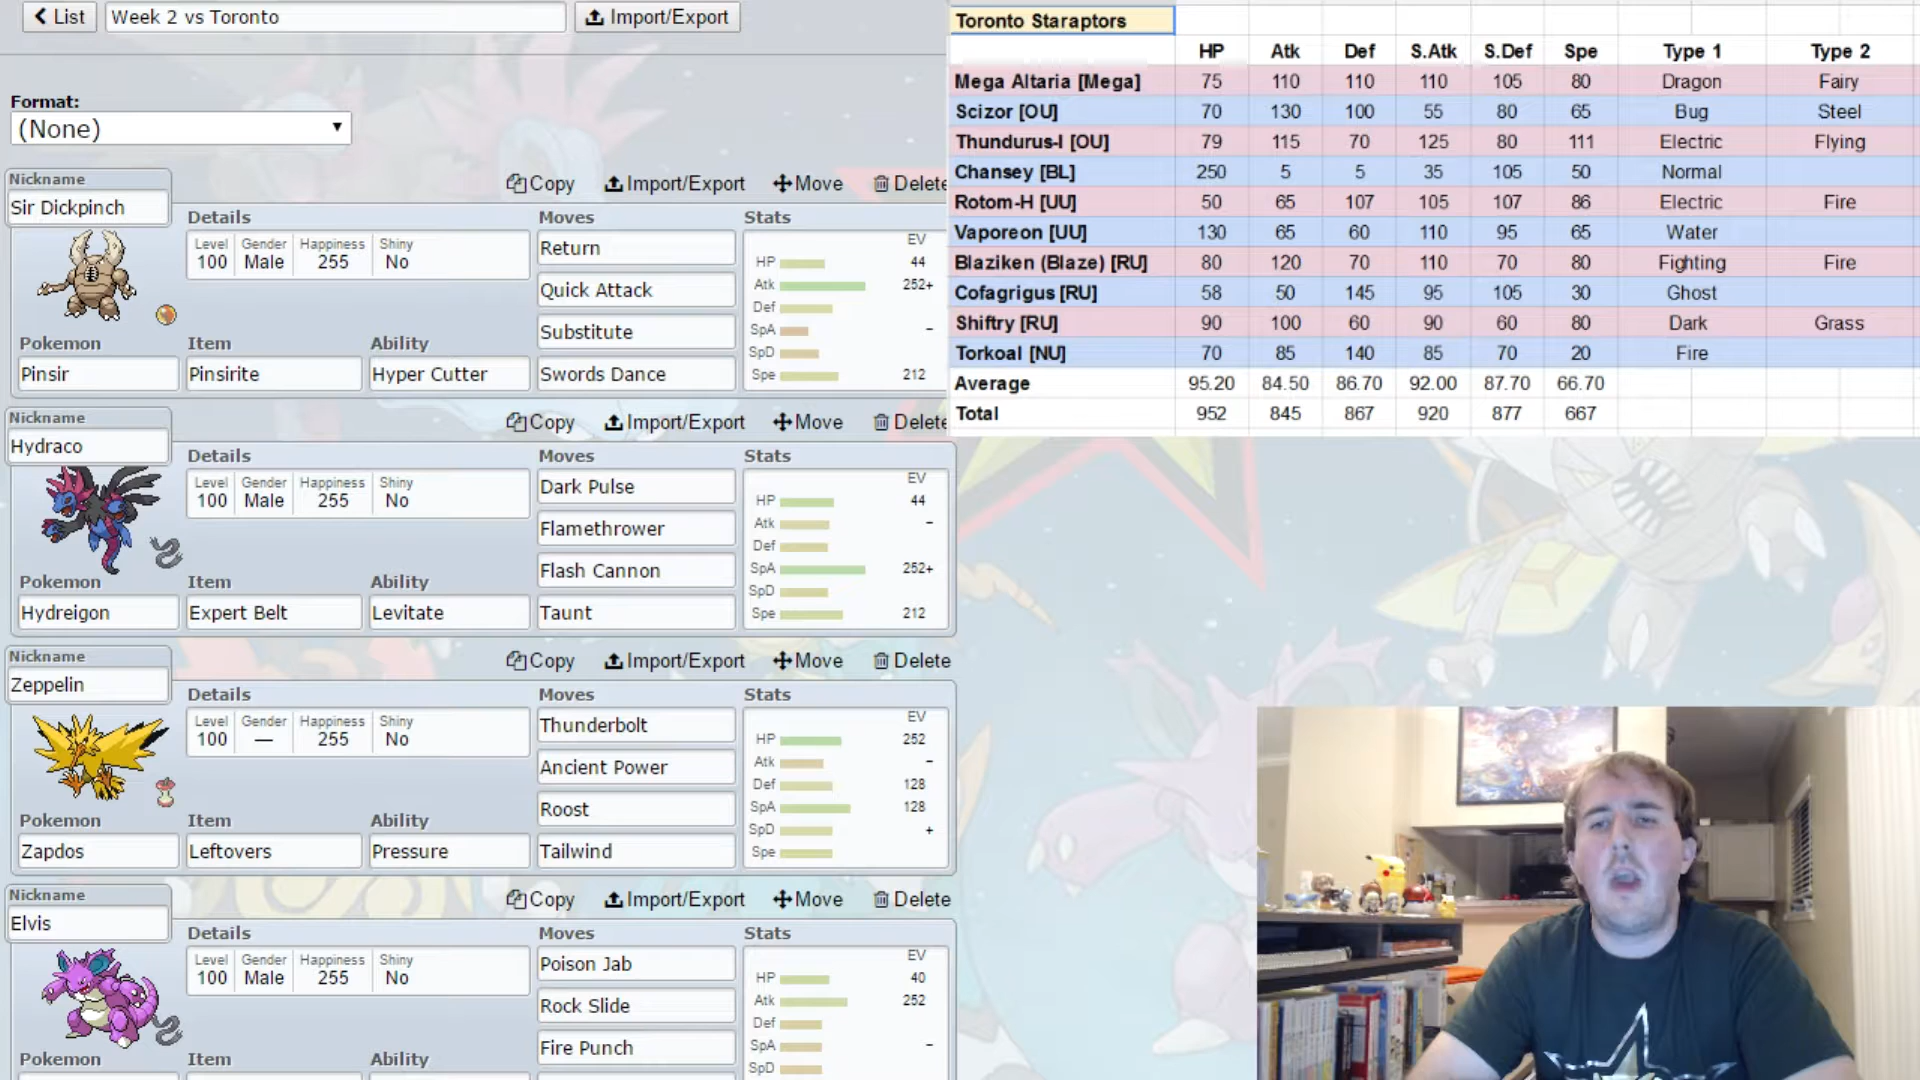 List
Week 2 vs Toronto
Import/Export
Format:
(None)
Nickname
Sir Dickpinch
Copy Import/Export Move Delete
Details
Moves
Stats
Level Gender Happiness Shiny
100 Male 255 No
Return
Quick Attack
Substitute
Swords Dance
EV
HP 44
Atk 252+
Def
SpA –
SpD
Spe 212
Pokemon Item Ability
Pinsir Pinsirite Hyper Cutter
Nickname
Hydraco
Copy Import/Export Move Delete
Details
Moves
Stats
Level Gender Happiness Shiny
100 Male 255 No
Dark Pulse
Flamethrower
Flash Cannon
Taunt
EV
HP 44
Atk –
Def
SpA 252+
SpD
Spe 212
Pokemon Item Ability
Hydreigon Expert Belt Levitate
Nickname
Zeppelin
Copy Import/Export Move Delete
Details
Moves
Stats
Level Gender Happiness Shiny
100 — 255 No
Thunderbolt
Ancient Power
Roost
Tailwind
EV
HP 252
Atk –
Def 128
SpA 128
SpD +
Spe
Pokemon Item Ability
Zapdos Leftovers Pressure
Nickname
Elvis
Copy Import/Export Move Delete
Details
Moves
Stats
Level Gender Happiness Shiny
100 Male 255 No
Poison Jab
Rock Slide
Fire Punch
EV
HP 40
Atk 252
Def
SpA –
SpD
Pokemon Item Ability
Toronto Staraptors
HP Atk Def S.Atk S.Def Spe Type 1 Type 2
Mega Altaria [Mega] 75 110 110 110 105 80 Dragon Fairy
Scizor [OU] 70 130 100 55 80 65 Bug Steel
Thundurus-I [OU] 79 115 70 125 80 111 Electric Flying
Chansey [BL] 250 5 5 35 105 50 Normal
Rotom-H [UU] 50 65 107 105 107 86 Electric Fire
Vaporeon [UU] 130 65 60 110 95 65 Water
Blaziken (Blaze) [RU] 80 120 70 110 70 80 Fighting Fire
Cofagrigus [RU] 58 50 145 95 105 30 Ghost
Shiftry [RU] 90 100 60 90 60 80 Dark Grass
Torkoal [NU] 70 85 140 85 70 20 Fire
Average 95.20 84.50 86.70 92.00 87.70 66.70
Total 952 845 867 920 877 667